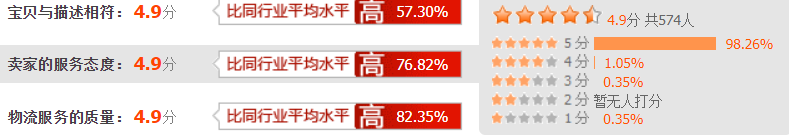 宝贝与描述相符：4.9分 比同行业平均水平 高 57.30%
卖家的服务态度：4.9分 比同行业平均水平 高 76.82%
物流服务的质量：4.9分 比同行业平均水平 高 82.35%
4.9分 共574人
5分 98.26%
4分 1.05%
3分 0.35%
2分 暂无人打分
1分 0.35%